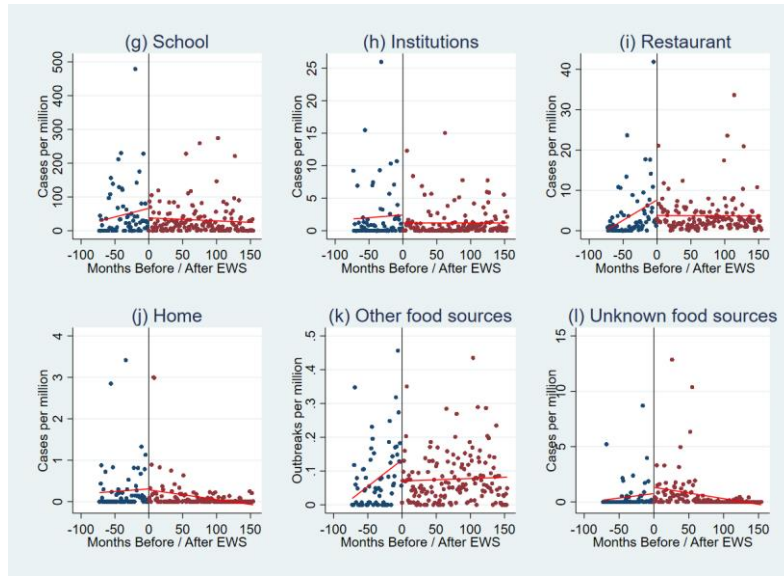 (g) School
Cases per million
500
400
300
200
100
0
-100 -50 0 50 100 150
Months Before / After EWS
(h) Institutions
Cases per million
25
20
15
10
5
0
-100 -50 0 50 100 150
Months Before / After EWS
(i) Restaurant
Cases per million
40
30
20
10
0
-100 -50 0 50 100 150
Months Before / After EWS
(j) Home
Cases per million
4
3
2
1
0
-100 -50 0 50 100 150
Months Before / After EWS
(k) Other food sources
Outbreaks per million
.5
.4
.3
.2
.1
0
-100 -50 0 50 100 150
Months Before / After EWS
(l) Unknown food sources
Cases per million
15
10
5
0
-100 -50 0 50 100 150
Months Before / After EWS